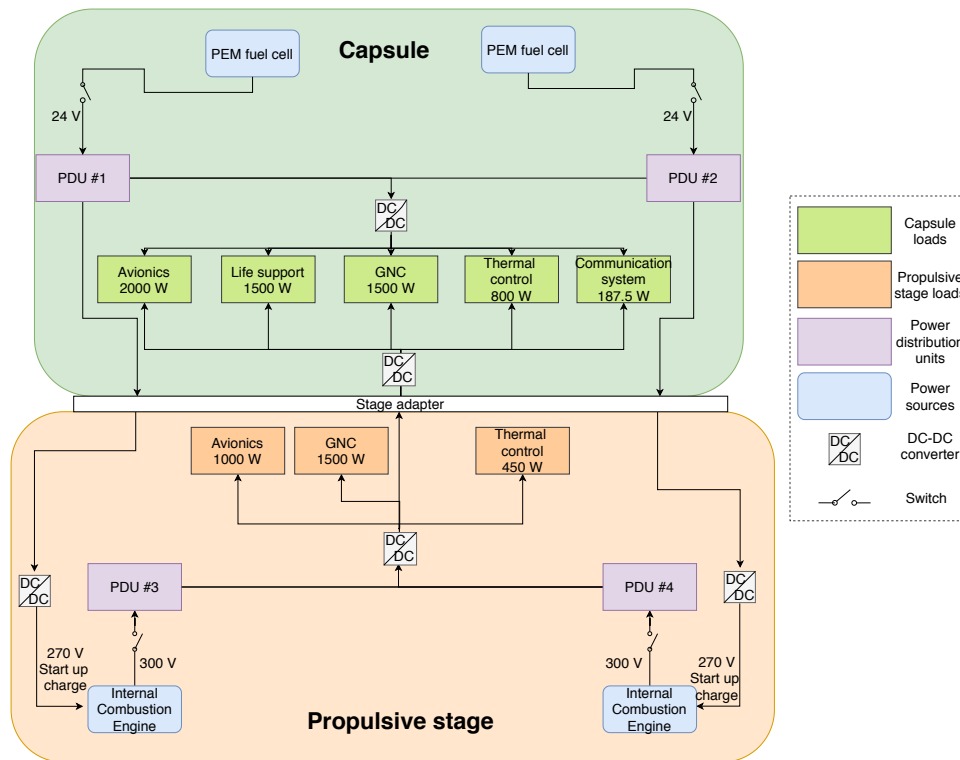 Capsule
PEM fuel cell
PEM fuel cell
24 V
24 V
PDU #1
PDU #2
DC
DC
Avionics
2000 W
Life support
1500 W
GNC
1500 W
Thermal
control
800 W
Communication
system
187.5 W
DC
DC
Stage adapter
Avionics
1000 W
GNC
1500 W
Thermal
control
450 W
DC
DC
DC
DC
DC
DC
PDU #3
PDU #4
270 V
Start up
charge
300 V
300 V
270 V
Start up
charge
Internal
Combustion
Engine
Internal
Combustion
Engine
Propulsive stage
Capsule
loads
Propulsive
stage loads
Power
distribution
units
Power
sources
DC
DC
DC-DC
converter
Switch